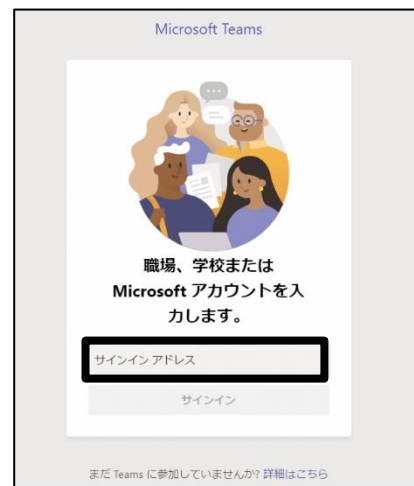 Microsoft Teams
職場、学校または
Microsoft アカウントを入
力します。
サインイン アドレス
サインイン
まだ Teams に参加していませんか? 詳細はこちら